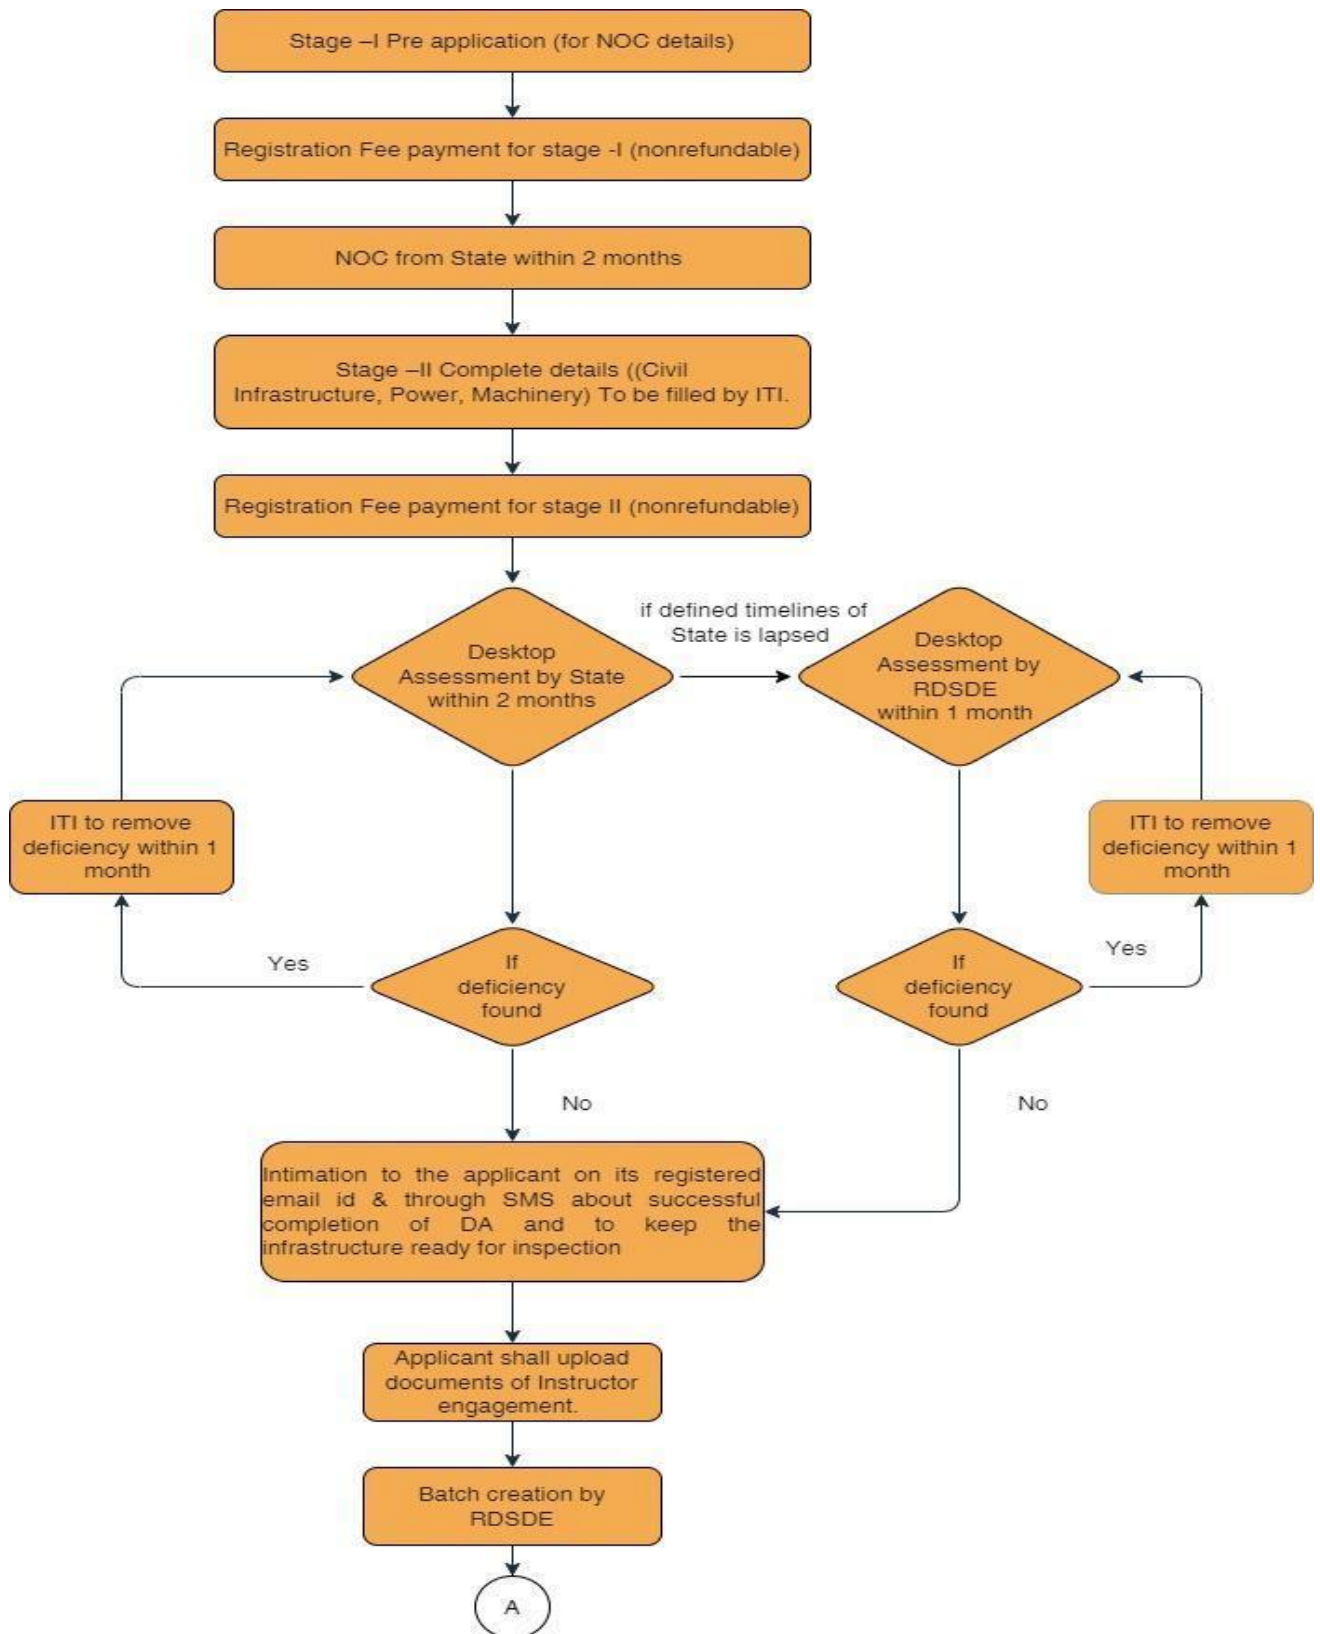 Stage –I Pre application (for NOC details)
Registration Fee payment for stage -I (nonrefundable)
NOC from State within 2 months
Stage –II Complete details ((Civil
Infrastructure, Power, Machinery) To be filled by ITI.
Registration Fee payment for stage II (nonrefundable)
Desktop
Assessment by State
within 2 months
if defined timelines of
State is lapsed
Desktop
Assessment by
RDSDE
within 1 month
ITI to remove
deficiency within 1
month
ITI to remove
deficiency within 1
month
Yes
If
deficiency
found
If
deficiency
found
Yes
No
No
Intimation to the applicant on its registered
email id & through SMS about successful
completion of DA and to keep the
infrastructure ready for inspection
Applicant shall upload
documents of Instructor
engagement.
Batch creation by
RDSDE
A